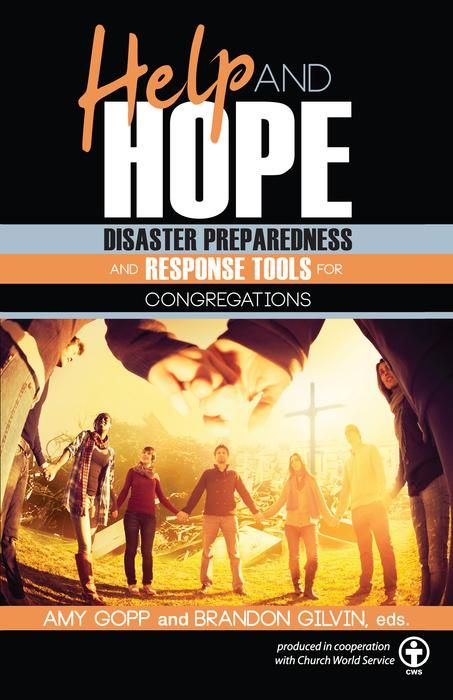 Help AND
HOPE
DISASTER PREPAREDNESS
AND RESPONSE TOOLS FOR
CONGREGATIONS
AMY GOPP and BRANDON GILVIN, eds.
produced in cooperation
with Church World Service
CWS